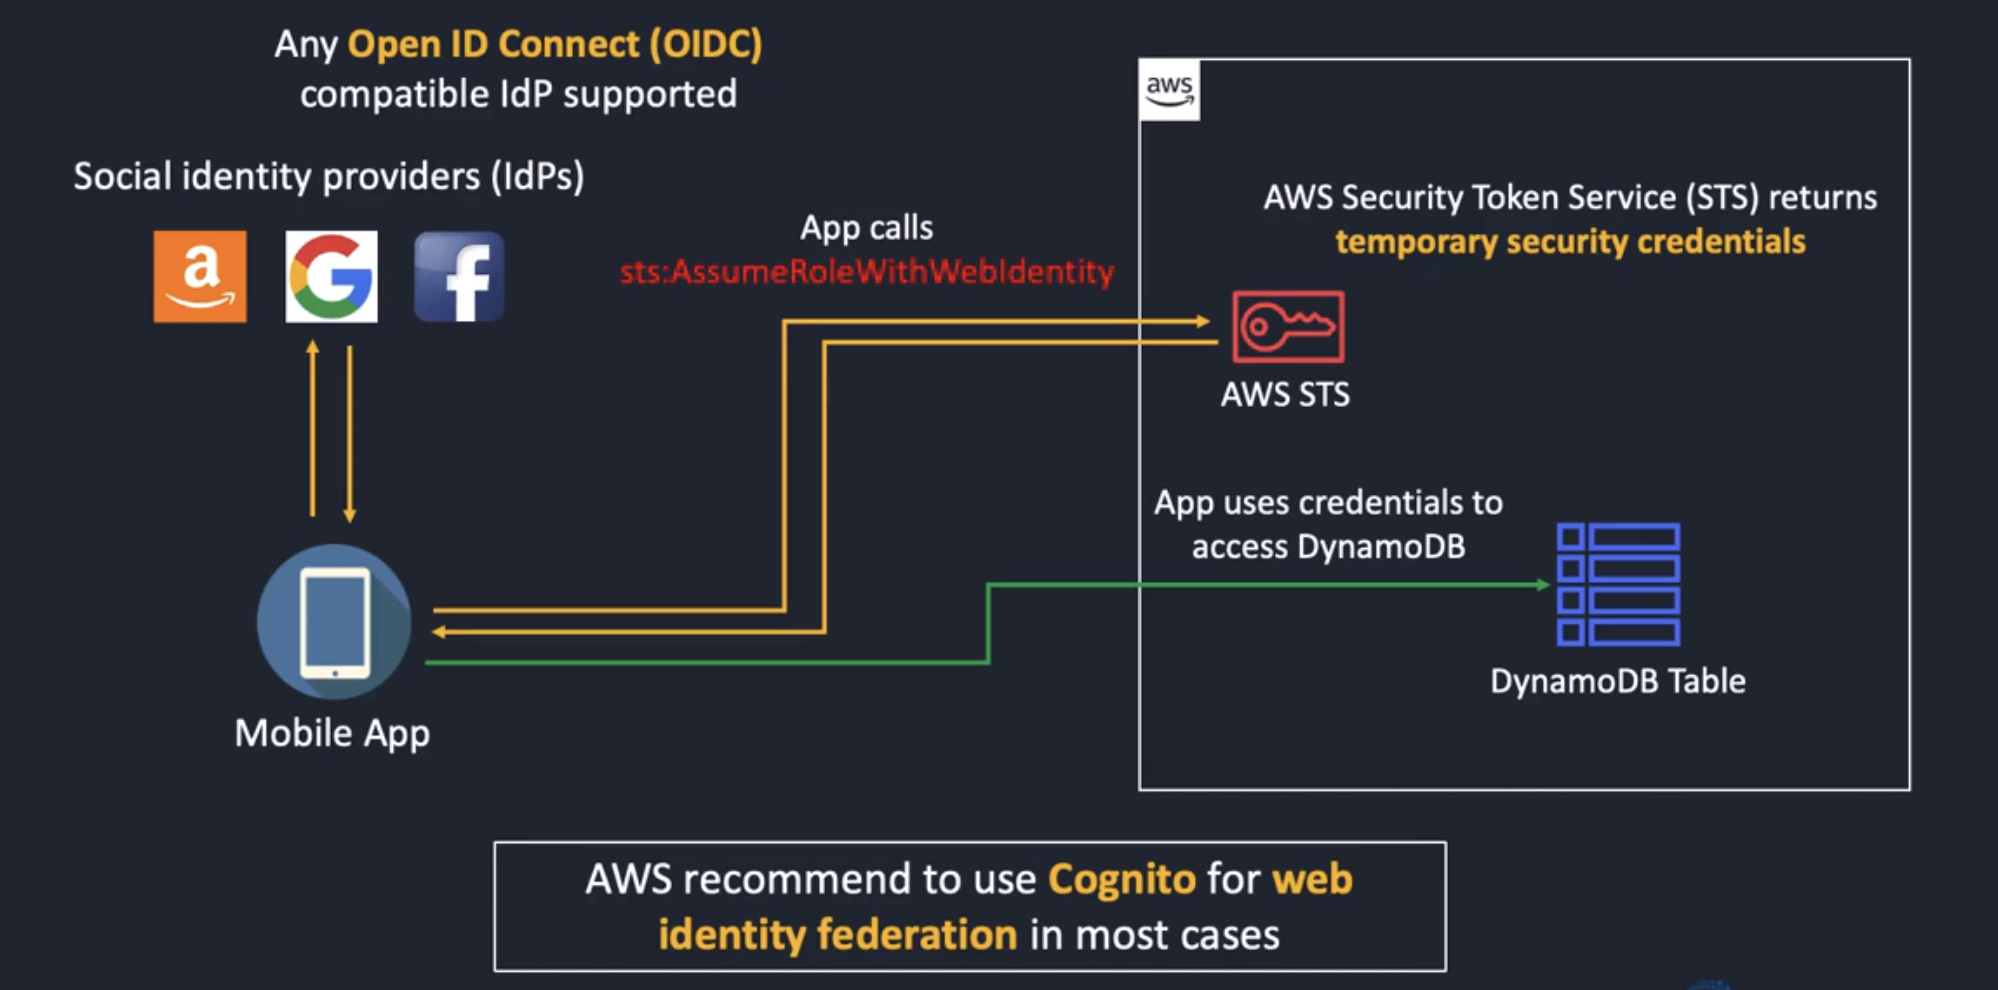 Any Open ID Connect (OIDC)
compatible IdP supported
Social identity providers (IdPs)
a
G
f
App calls
sts:AssumeRoleWithWebIdentity
aws
AWS Security Token Service (STS) returns
temporary security credentials
AWS STS
App uses credentials to
access DynamoDB
DynamoDB Table
Mobile App
AWS recommend to use Cognito for web
identity federation in most cases